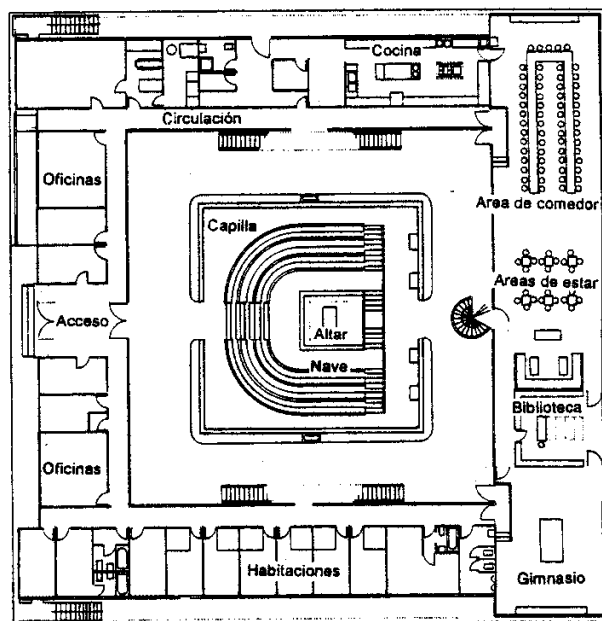 Cocina
Circulación
Oficinas
Area de comedor
Capilla
Areas de estar
Acceso
Altar
Nave
Biblioteca
Oficinas
Habitaciones
Gimnasio